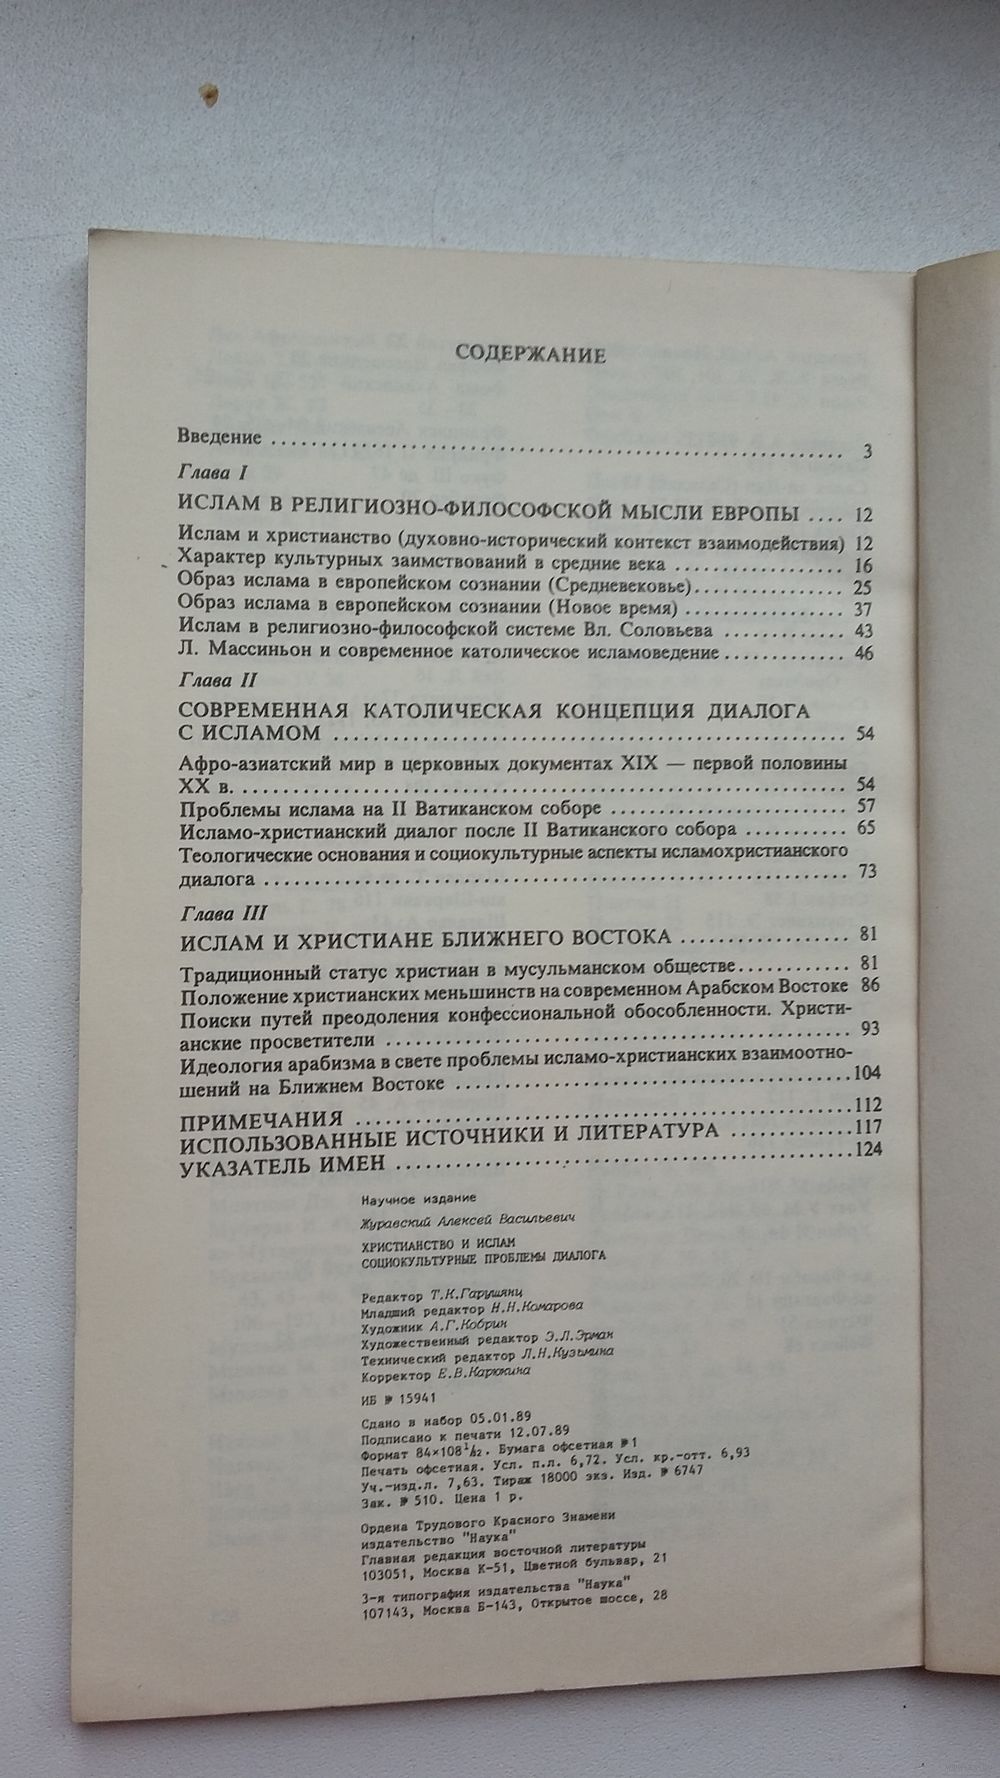 СОДЕРЖАНИЕ
Введение ........ 3
Глава I
ИСЛАМ В РЕЛИГИОЗНО-ФИЛОСОФСКОЙ МЫСЛИ ЕВРОПЫ .... 12
Ислам и христианство (духовно-исторический контекст взаимодействия) 12
Характер культурных заимствований в средние века ........ 16
Образ ислама в европейском сознании (Средневековье) ........ 25
Образ ислама в европейском сознании (Новое время) ........ 37
Ислам в религиозно-философской системе Вл. Соловьева ........ 43
Л. Массиньон и современное католическое исламоведение ........ 46
Глава II
СОВРЕМЕННАЯ КАТОЛИЧЕСКАЯ КОНЦЕПЦИЯ ДИАЛОГА
С ИСЛАМОМ ........ 54
Афро-азиатский мир в церковных документах XIX — первой половины
XX в. ........ 54
Проблемы ислама на II Ватиканском соборе ........ 57
Исламо-христианский диалог после II Ватиканского собора ........ 65
Теологические основания и социокультурные аспекты исламохристианского
диалога ........ 73
Глава III
ИСЛАМ И ХРИСТИАНЕ БЛИЖНЕГО ВОСТОКА ........ 81
Традиционный статус христиан в мусульманском обществе ........ 81
Положение христианских меньшинств на современном Арабском Востоке 86
Поиски путей преодоления конфессиональной обособленности. Христи-
анские просветители ........ 93
Идеология арабизма в свете проблемы исламо-христианских взаимоотно-
шений на Ближнем Востоке ........ 104
ПРИМЕЧАНИЯ ........ 112
ИСПОЛЬЗОВАННЫЕ ИСТОЧНИКИ И ЛИТЕРАТУРА ........ 117
УКАЗАТЕЛЬ ИМЕН ........ 124
Научное издание
Журавский Алексей Васильевич
ХРИСТИАНСТВО И ИСЛАМ
СОЦИОКУЛЬТУРНЫЕ ПРОБЛЕМЫ ДИАЛОГА
Редактор Т.К.Гарушянц
Младший редактор Н.Н.Комарова
Художник А.Г.Кобрин
Художественный редактор Э.Л.Эрман
Технический редактор Л.Н.Кузьмина
Корректор Е.В.Карюкина
ИБ № 15941
Сдано в набор 05.01.89
Подписано к печати 12.07.89
Формат 84×108 1/32. Бумага офсетная №1
Печать офсетная. Усл. п.л. 6,72. Усл. кр.-отт. 6,93
Уч.-изд.л. 7,63. Тираж 18000 экз. Изд. № 6747
Зак. № 510. Цена 1 р.
Ордена Трудового Красного Знамени
издательство "Наука"
Главная редакция восточной литературы
103051, Москва К-51, Цветной бульвар, 21
3-я типография издательства "Наука"
107143, Москва Б-143, Открытое шоссе, 28